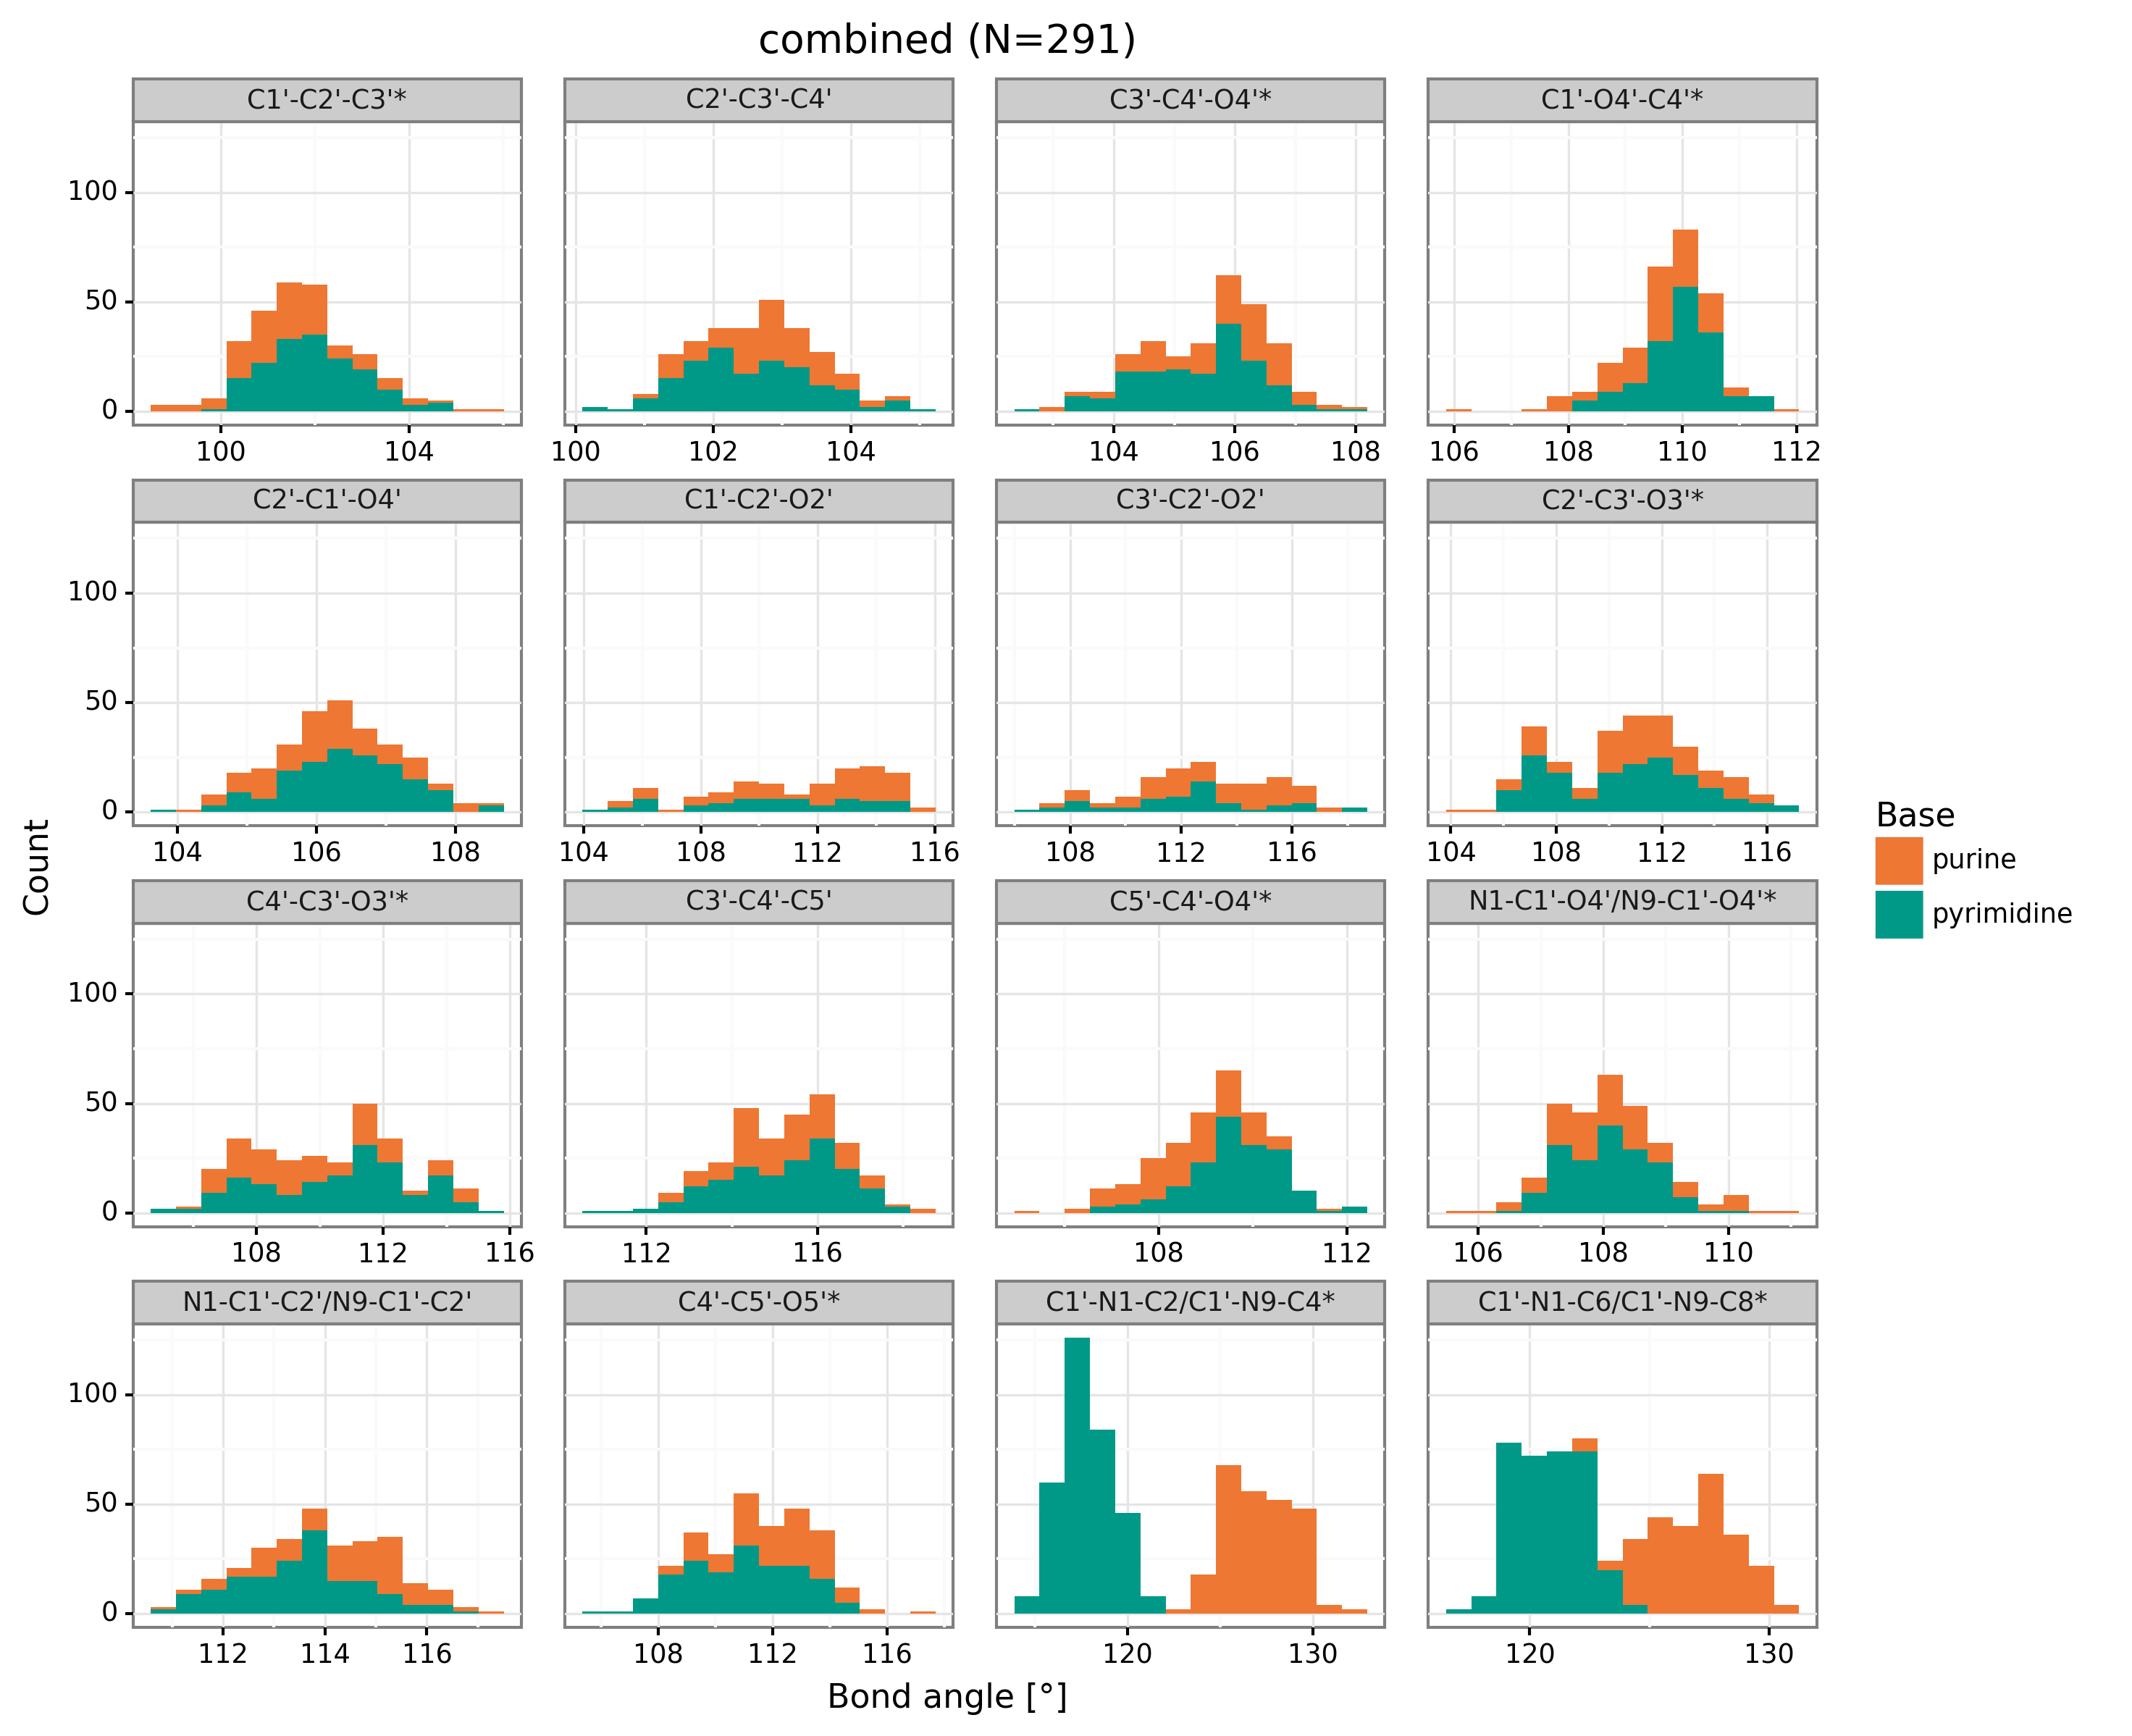 combined (N=291)
C1'-C2'-C3'*
C2'-C3'-C4'
C3'-C4'-O4'*
C1'-O4'-C4'*
100
50
0
100 104
100 102 104
104 106 108
106 108 110 112
C2'-C1'-O4'
C1'-C2'-O2'
C3'-C2'-O2'
C2'-C3'-O3'*
100
50
0
104 106 108
104 108 112 116
108 112 116
104 108 112 116
Count
Base
purine
pyrimidine
C4'-C3'-O3'*
C3'-C4'-C5'
C5'-C4'-O4'*
N1-C1'-O4'/N9-C1'-O4'*
100
50
0
108 112 116
112 116
108 112
106 108 110
N1-C1'-C2'/N9-C1'-C2'
C4'-C5'-O5'*
C1'-N1-C2/C1'-N9-C4*
C1'-N1-C6/C1'-N9-C8*
100
50
0
112 114 116
108 112 116
120 130
120 130
Bond angle [°]